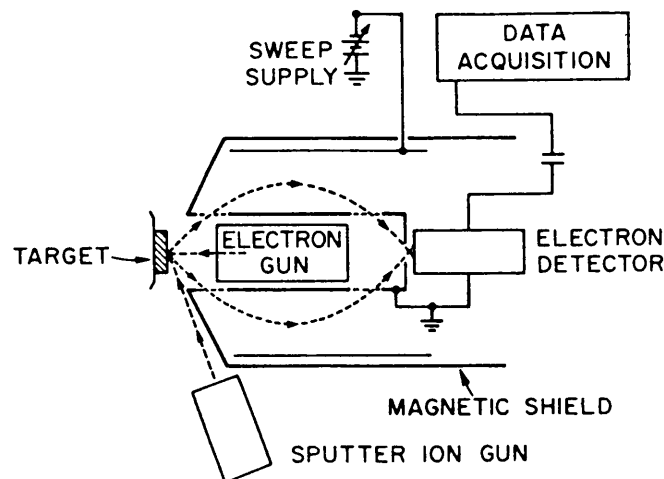 SWEEP
SUPPLY
DATA
ACQUISITION
TARGET
ELECTRON
GUN
ELECTRON
DETECTOR
MAGNETIC SHIELD
SPUTTER ION GUN